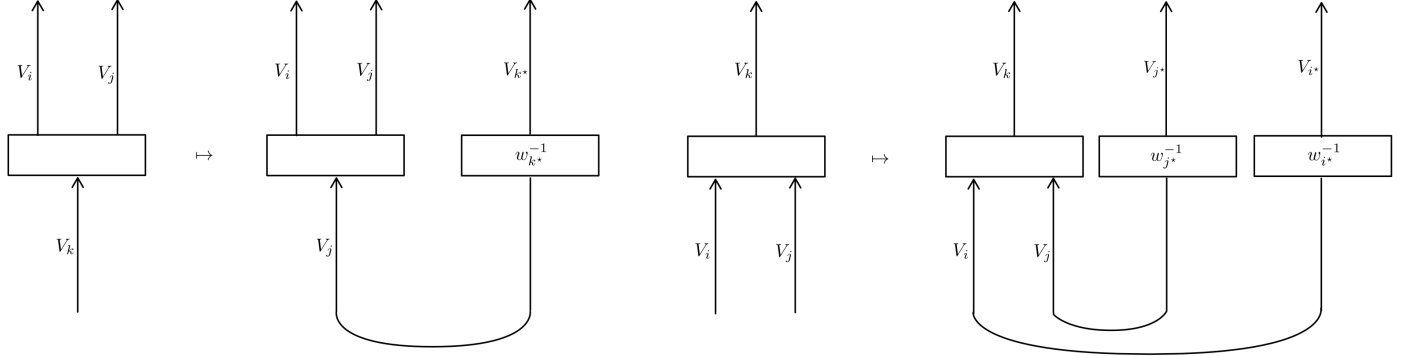 V_i V_j V_i V_j V_{k^⋆} V_k V_k V_{j^⋆} V_{i^⋆}
↦ w_{k^⋆}^{-1} ↦ w_{j^⋆}^{-1} w_{i^⋆}^{-1}
V_k V_j V_i V_j V_i V_j